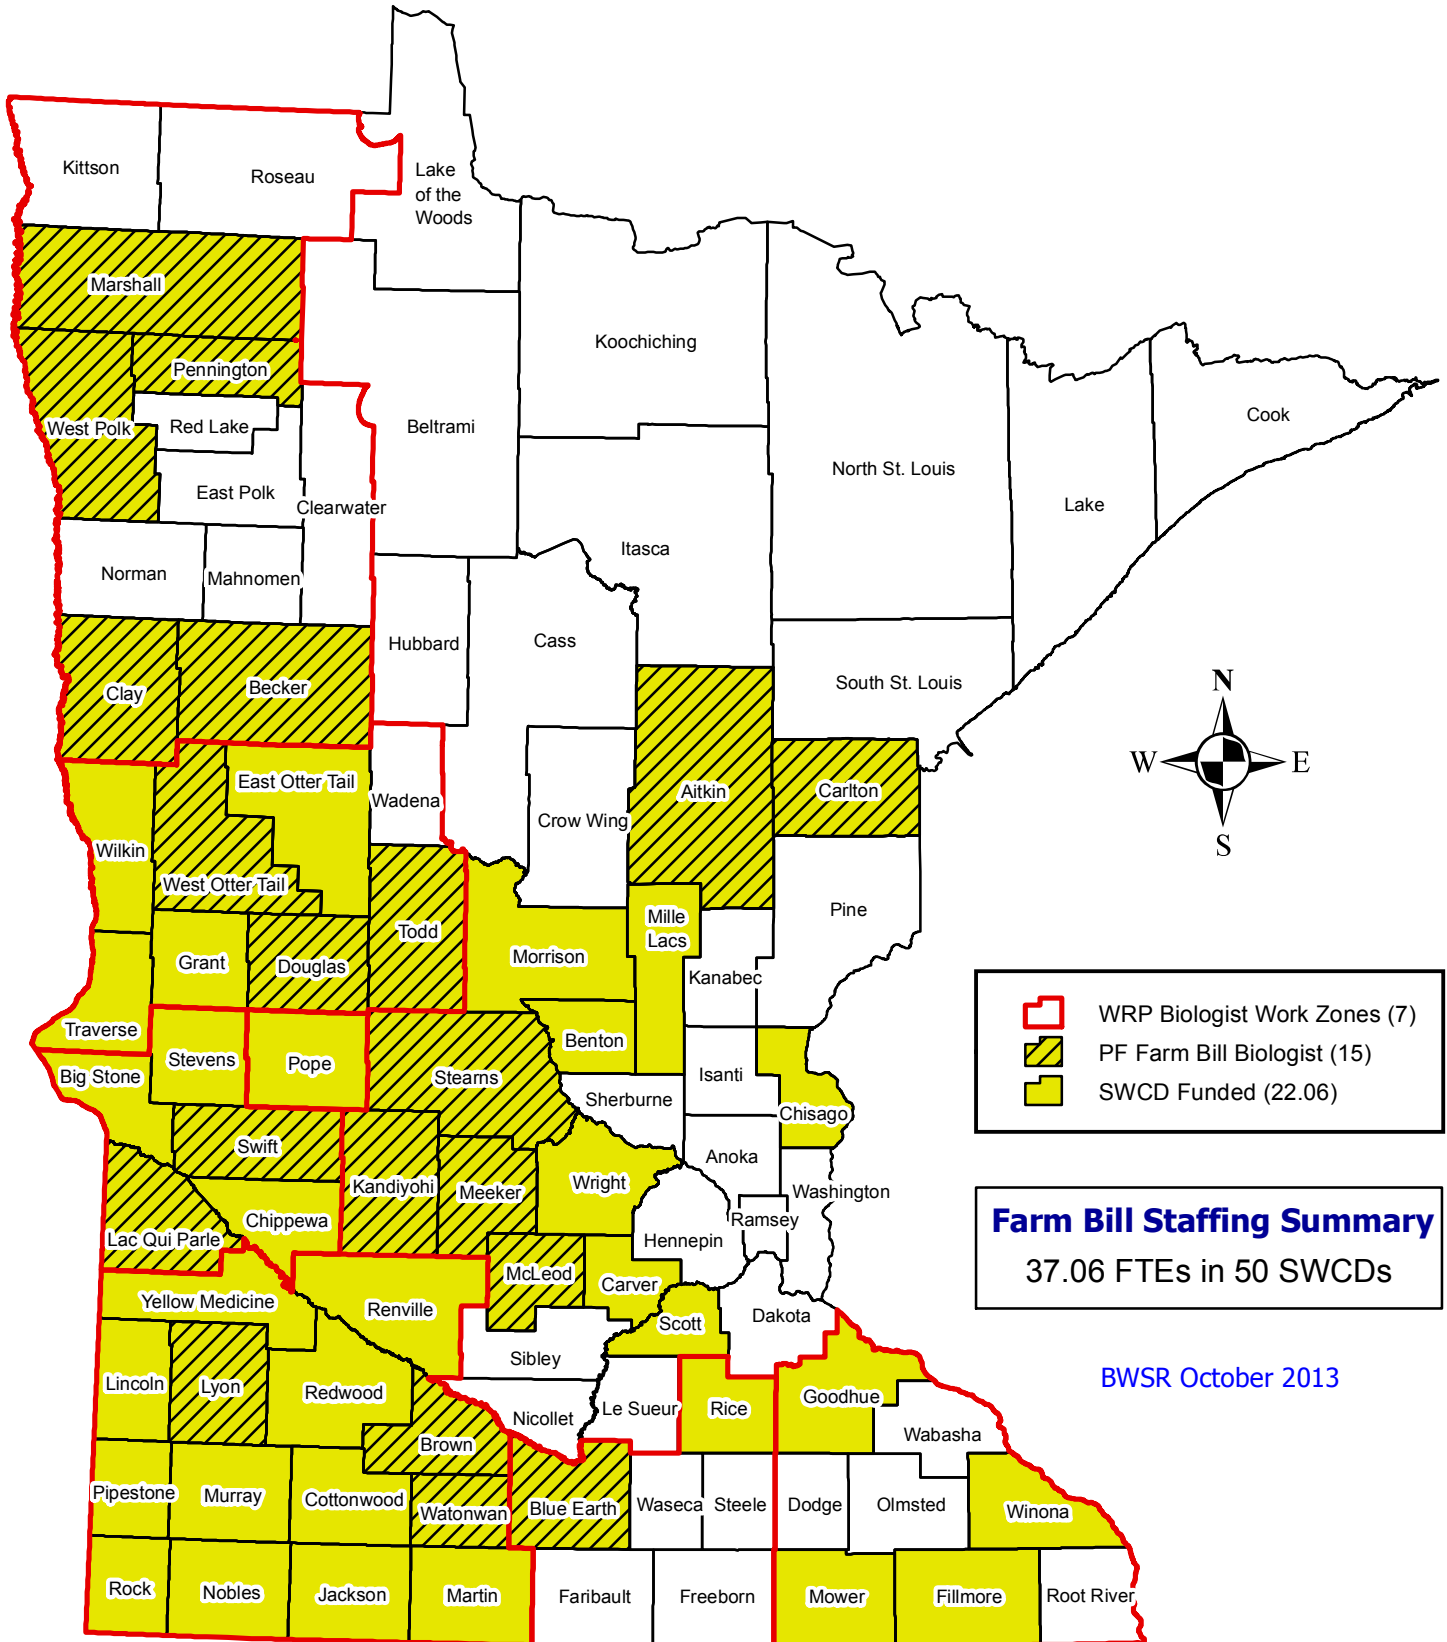 Kittson
Roseau
Lake
of the
Woods
Marshall
Koochiching
Pennington
Cook
West Polk
Red Lake
Beltrami
North St. Louis
East Polk
Clearwater
Lake
Itasca
Norman
Mahnomen
Hubbard
Cass
South St. Louis
Clay
Becker
N
W
E
S
East Otter Tail
Wadena
Aitkin
Carlton
Crow Wing
Wilkin
West Otter Tail
Pine
Mille
Lacs
Todd
Morrison
Grant
Douglas
Kanabec
WRP Biologist Work Zones (7)
PF Farm Bill Biologist (15)
SWCD Funded (22.06)
Traverse
Stevens
Pope
Benton
Big Stone
Stearns
Isanti
Sherburne
Chisago
Swift
Anoka
Kandiyohi
Meeker
Wright
Washington
Chippewa
Ramsey
Lac Qui Parle
Hennepin
Farm Bill Staffing Summary
37.06 FTEs in 50 SWCDs
McLeod
Carver
Yellow Medicine
Renville
Dakota
Scott
Sibley
BWSR October 2013
Lincoln
Lyon
Redwood
Goodhue
Le Sueur
Rice
Nicollet
Wabasha
Brown
Pipestone
Murray
Cottonwood
Watonwan
Blue Earth
Waseca
Steele
Dodge
Olmsted
Winona
Rock
Nobles
Jackson
Martin
Faribault
Freeborn
Mower
Fillmore
Root River